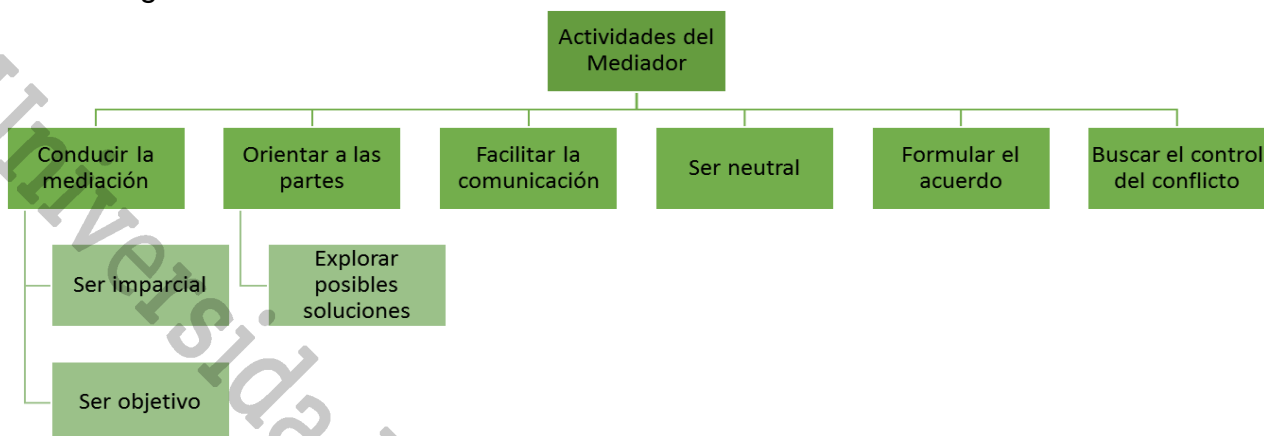 Actividades del
Mediador
Conducir la
mediación
Orientar a las
partes
Facilitar la
comunicación
Ser neutral
Formular el
acuerdo
Buscar el control
del conflicto
Ser imparcial
Explorar
posibles
soluciones
Ser objetivo
Universida